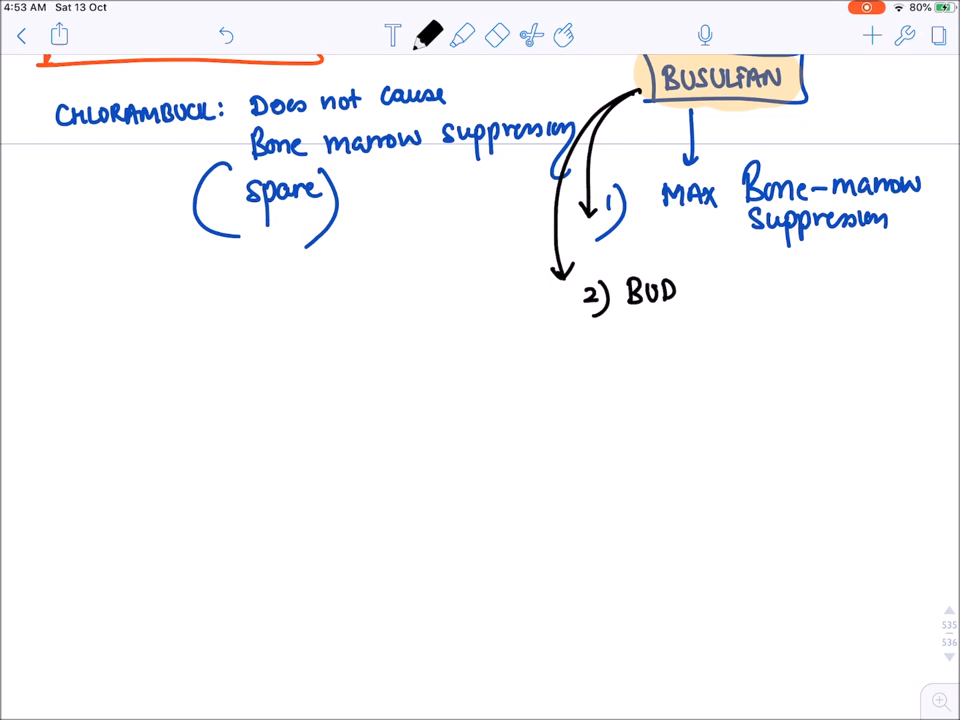 4:53 AM Sat 13 Oct
80%
T
BUSULFAN
CHLORAMBUCIL: Does not cause
Bone marrow suppression
(spare)
1) MAX Bone-marrow
suppression
2) BUD
535
536